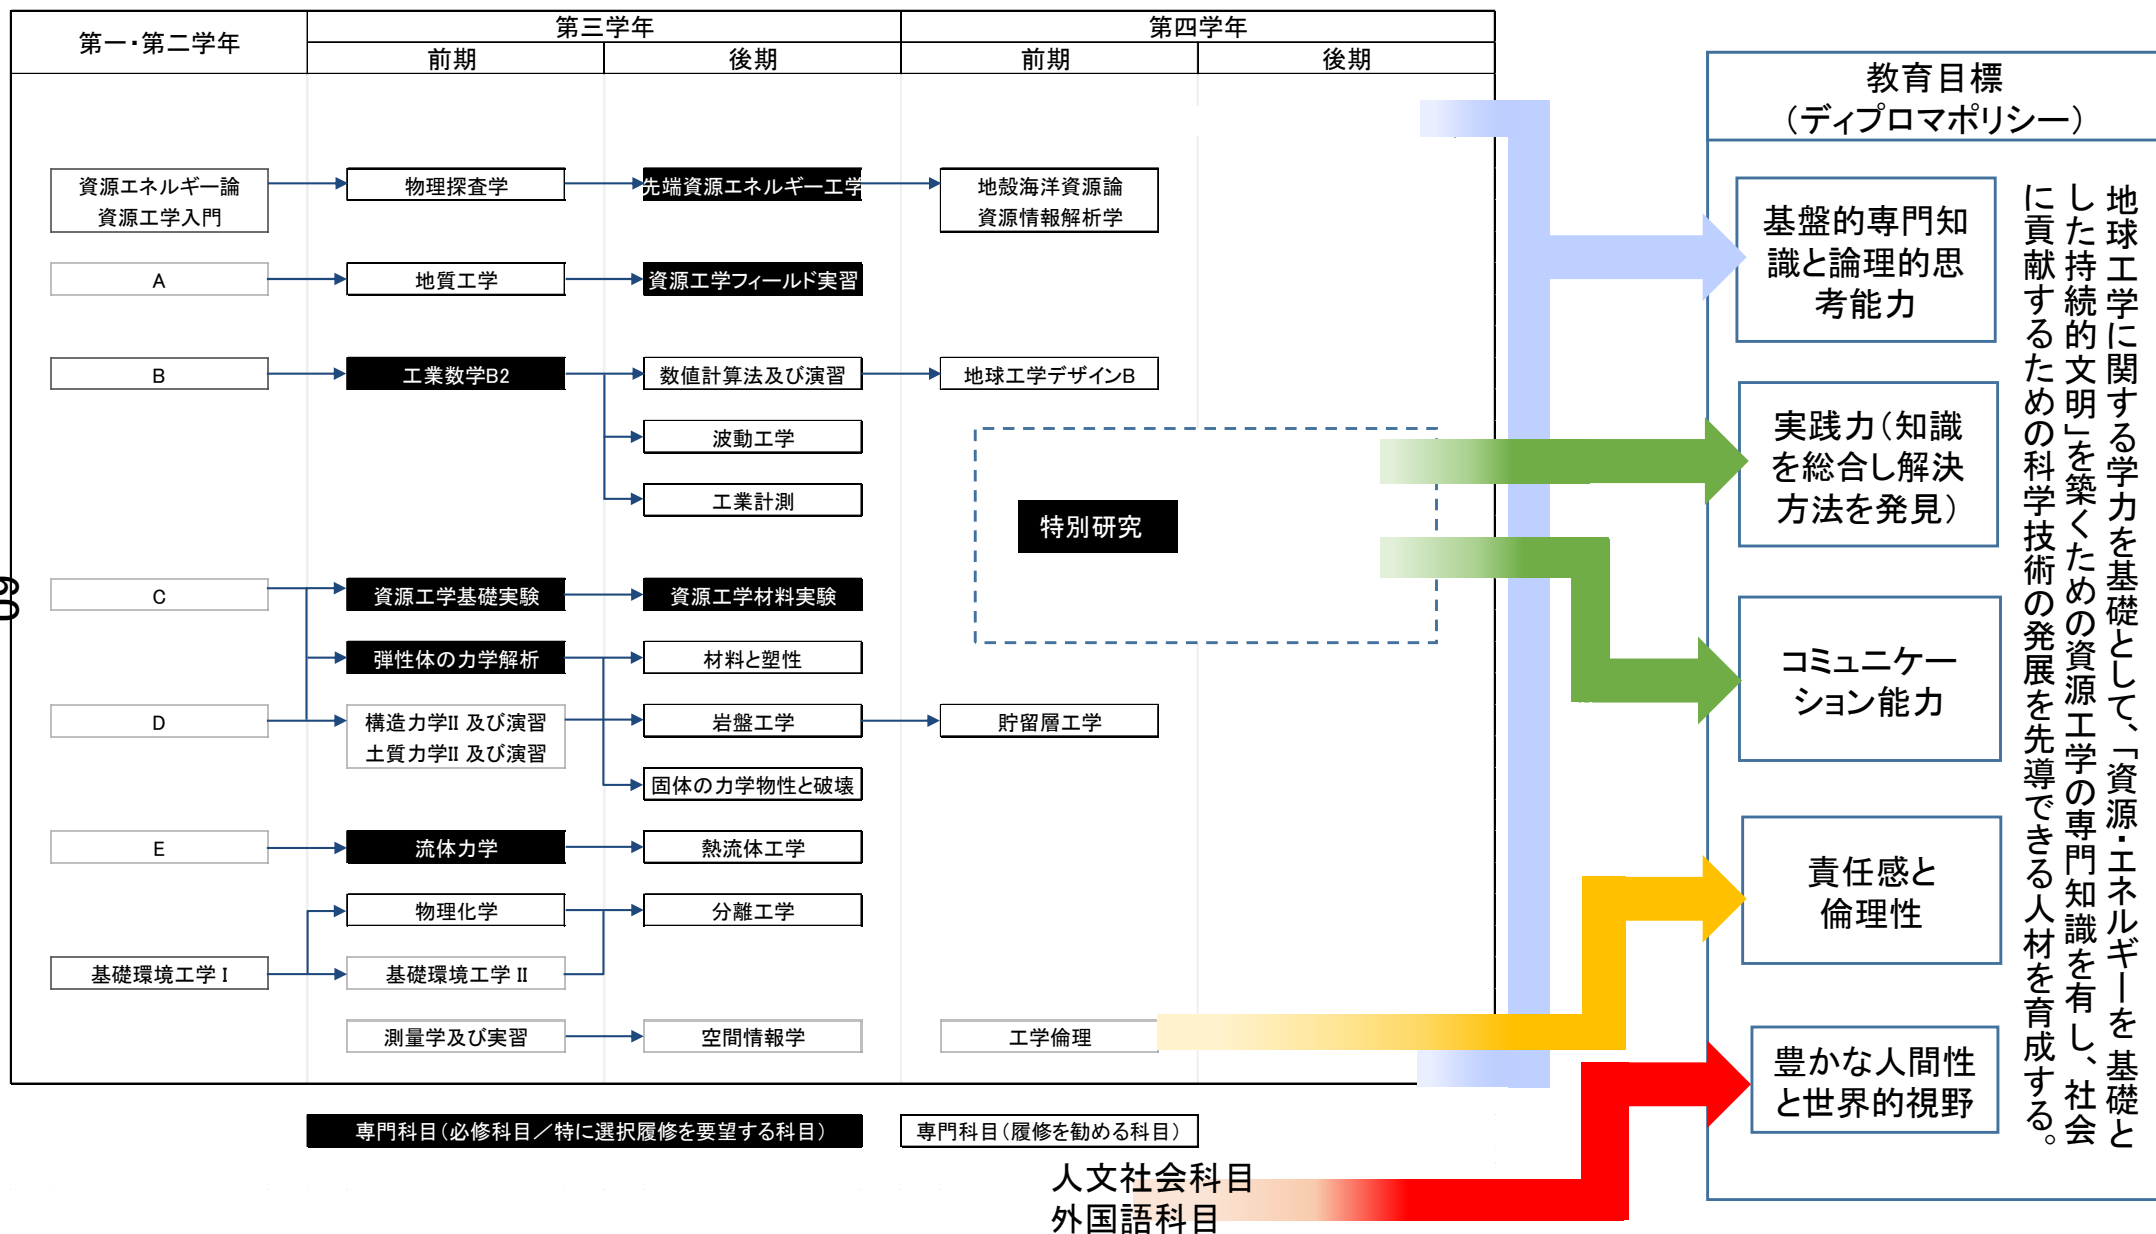 第一・第二学年
第三学年
第四学年
前期
後期
前期
後期
資源エネルギー論
資源工学入門
物理探査学
先端資源エネルギー工学
地殻海洋資源論
資源情報解析学
A
地質工学
資源工学フィールド実習
B
工業数学B2
数値計算法及び演習
地球工学デザインB
波動工学
工業計測
特別研究
C
資源工学基礎実験
資源工学材料実験
弾性体の力学解析
材料と塑性
D
構造力学II 及び演習
土質力学II 及び演習
岩盤工学
貯留層工学
固体の力学物性と破壊
E
流体力学
熱流体工学
物理化学
分離工学
基礎環境工学 I
基礎環境工学 II
測量学及び実習
空間情報学
工学倫理
専門科目(必修科目/特に選択履修を要望する科目)
専門科目(履修を勧める科目)
人文社会科目
外国語科目
教育目標
(ディプロマポリシー)
基盤的専門知
識と論理的思
考能力
実践力(知識
を総合し解決
方法を発見)
コミュニケー
ション能力
責任感と
倫理性
豊かな人間性
と世界的視野
地球工学に関する学力を基礎として、「資源・エネルギーを基礎と
した持続的文明」を築くための資源工学の専門知識を有し、社会
に貢献するための科学技術の発展を先導できる人材を育成する。